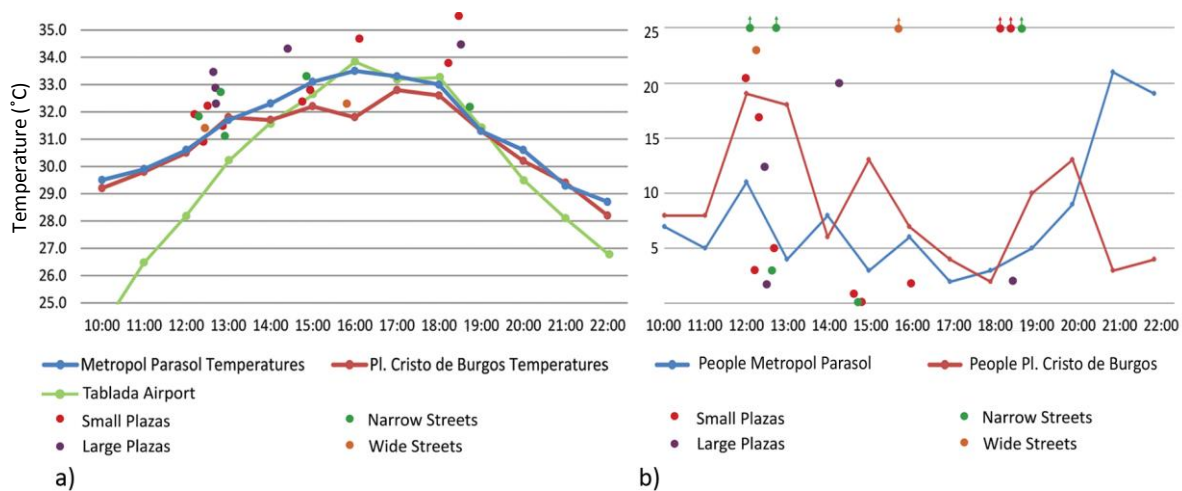 Temperature (˚C)
35.0
34.0
33.0
32.0
31.0
30.0
29.0
28.0
27.0
26.0
25.0
10:00 11:00 12:00 13:00 14:00 15:00 16:00 17:00 18:00 19:00 20:00 21:00 22:00
Metropol Parasol Temperatures Pl. Cristo de Burgos Temperatures
Tablada Airport
Small Plazas Narrow Streets
Large Plazas Wide Streets
a)
25
20
15
10
5
10:00 11:00 12:00 13:00 14:00 15:00 16:00 17:00 18:00 19:00 20:00 21:00 22:00
People Metropol Parasol People Pl. Cristo de Burgos
Small Plazas Narrow Streets
Large Plazas Wide Streets
b)